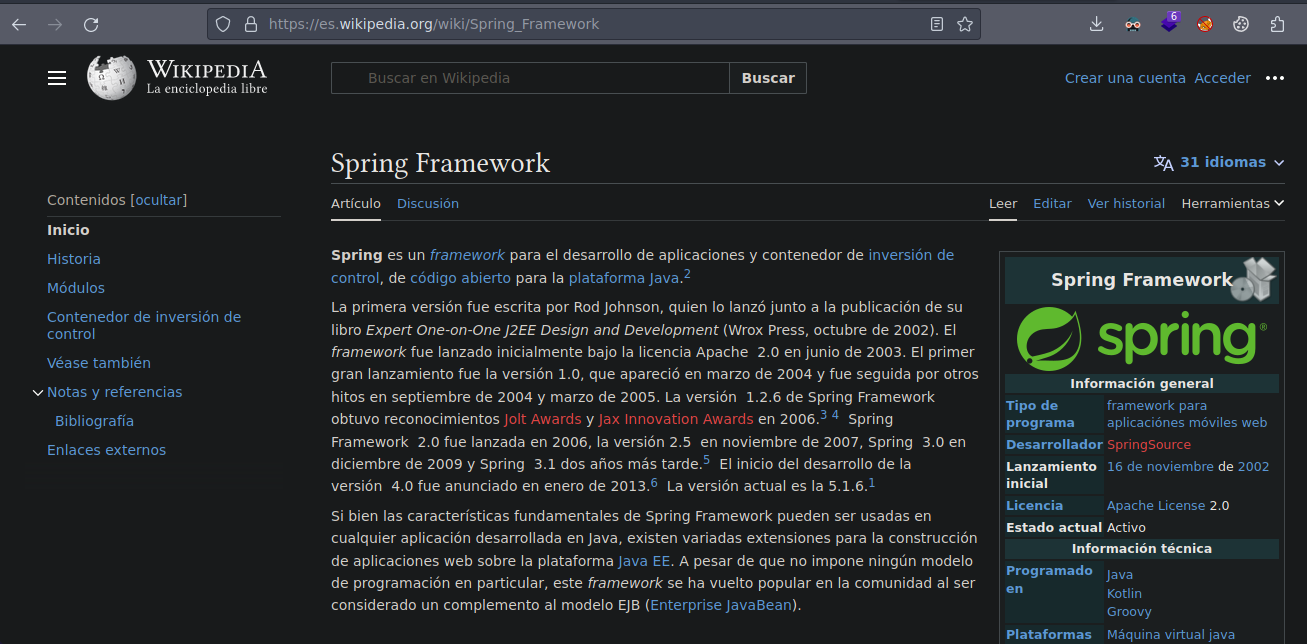 https://es.wikipedia.org/wiki/Spring_Framework
6
WIKIPEDIA
La enciclopedia libre
Buscar en Wikipedia
Buscar
Crear una cuenta Acceder
Spring Framework
31 idiomas
Artículo Discusión
Leer Editar Ver historial Herramientas
Contenidos [ocultar]
Inicio
Historia
Módulos
Contenedor de inversión de
control
Véase también
Notas y referencias
Bibliografía
Enlaces externos
Spring es un framework para el desarrollo de aplicaciones y contenedor de inversión de
control, de código abierto para la plataforma Java.2
La primera versión fue escrita por Rod Johnson, quien lo lanzó junto a la publicación de su
libro Expert One-on-One J2EE Design and Development (Wrox Press, octubre de 2002). El
framework fue lanzado inicialmente bajo la licencia Apache 2.0 en junio de 2003. El primer
gran lanzamiento fue la versión 1.0, que apareció en marzo de 2004 y fue seguida por otros
hitos en septiembre de 2004 y marzo de 2005. La versión 1.2.6 de Spring Framework
obtuvo reconocimientos Jolt Awards y Jax Innovation Awards en 2006.3 4 Spring
Framework 2.0 fue lanzada en 2006, la versión 2.5 en noviembre de 2007, Spring 3.0 en
diciembre de 2009 y Spring 3.1 dos años más tarde.5 El inicio del desarrollo de la
versión 4.0 fue anunciado en enero de 2013.6 La versión actual es la 5.1.6.1
Si bien las características fundamentales de Spring Framework pueden ser usadas en
cualquier aplicación desarrollada en Java, existen variadas extensiones para la construcción
de aplicaciones web sobre la plataforma Java EE. A pesar de que no impone ningún modelo
de programación en particular, este framework se ha vuelto popular en la comunidad al ser
considerado un complemento al modelo EJB (Enterprise JavaBean).
Spring Framework
spring®
Información general
Tipo de programa framework para
aplicaciónes móviles web
Desarrollador SpringSource
Lanzamiento inicial 16 de noviembre de 2002
Licencia Apache License 2.0
Estado actual Activo
Información técnica
Programado en Java
Kotlin
Groovy
Plataformas Máquina virtual java